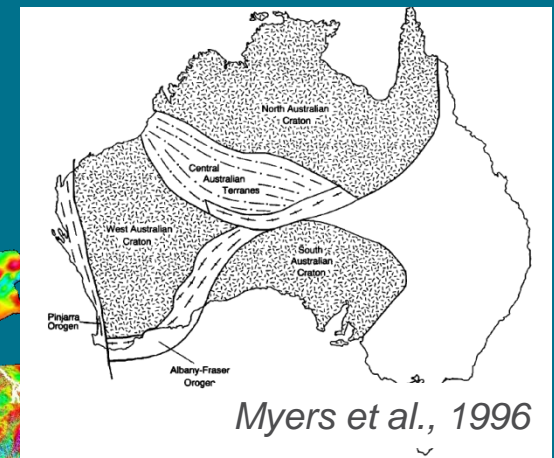 North Australian
Craton
Central
Australian
Terranes
West Australian
Craton
South
Australian
Craton
Pinjarra
Orogen
Albany-Fraser
Oroger
Myers et al., 1996